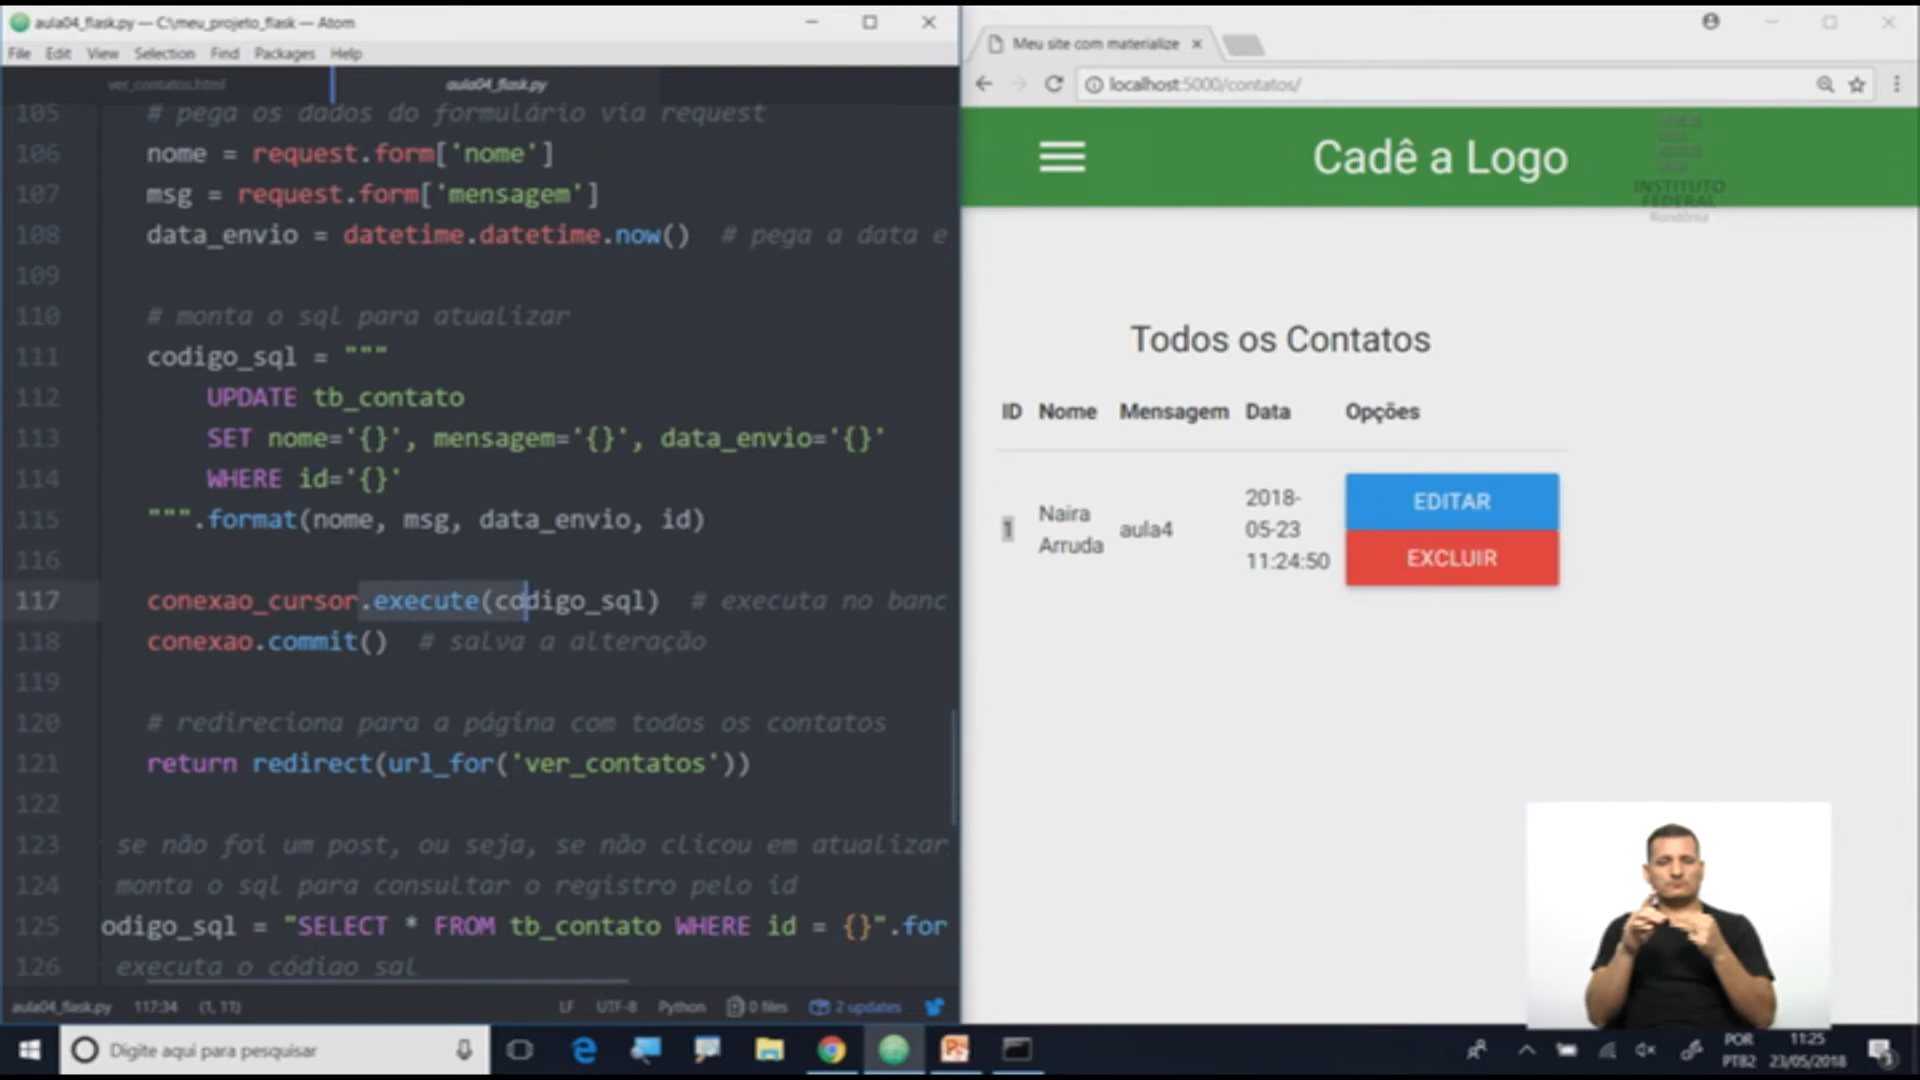 aula04_flask.py — C:\meu_projeto_flask — Atom
File Edit View Selection Find Packages Help
ver_contatos.html
aula04_flask.py
105 # pega os dados do formulário via request
106 nome = request.form['nome']
107 msg = request.form['mensagem']
108 data_envio = datetime.datetime.now() # pega a data e
109
110 # monta o sql para atualizar
111 codigo_sql = """
112 UPDATE tb_contato
113 SET nome='{}', mensagem='{}', data_envio='{}'
114 WHERE id='{}'
115 """.format(nome, msg, data_envio, id)
116
117 conexao_cursor.execute(codigo_sql) # executa no banc
118 conexao.commit() # salva a alteração
119
120 # redireciona para a página com todos os contatos
121 return redirect(url_for('ver_contatos'))
122
123 se não foi um post, ou seja, se não clicou em atualizar
124 monta o sql para consultar o registro pelo id
125 odigo_sql = "SELECT * FROM tb_contato WHERE id = {}".for
126 executa o código sql
aula04_flask.py 117:34 (1, 11) LF UTF-8 Python 0 files 2 updates
Meu site com materialize
localhost:5000/contatos/
Cadê a Logo
INSTITUTO
FEDERAL
Rondônia
Todos os Contatos
ID Nome Mensagem Data Opções
1 Naira Arruda aula4 2018-05-23 11:24:50 EDITAR
EXCLUIR
Digite aqui para pesquisar
POR
PTB2
11:25
23/05/2018
3